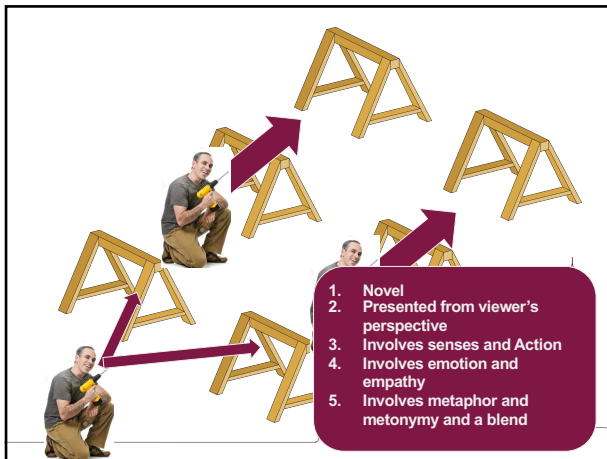 1. Novel
2. Presented from viewer's
perspective
3. Involves senses and Action
4. Involves emotion and
empathy
5. Involves metaphor and
metonymy and a blend